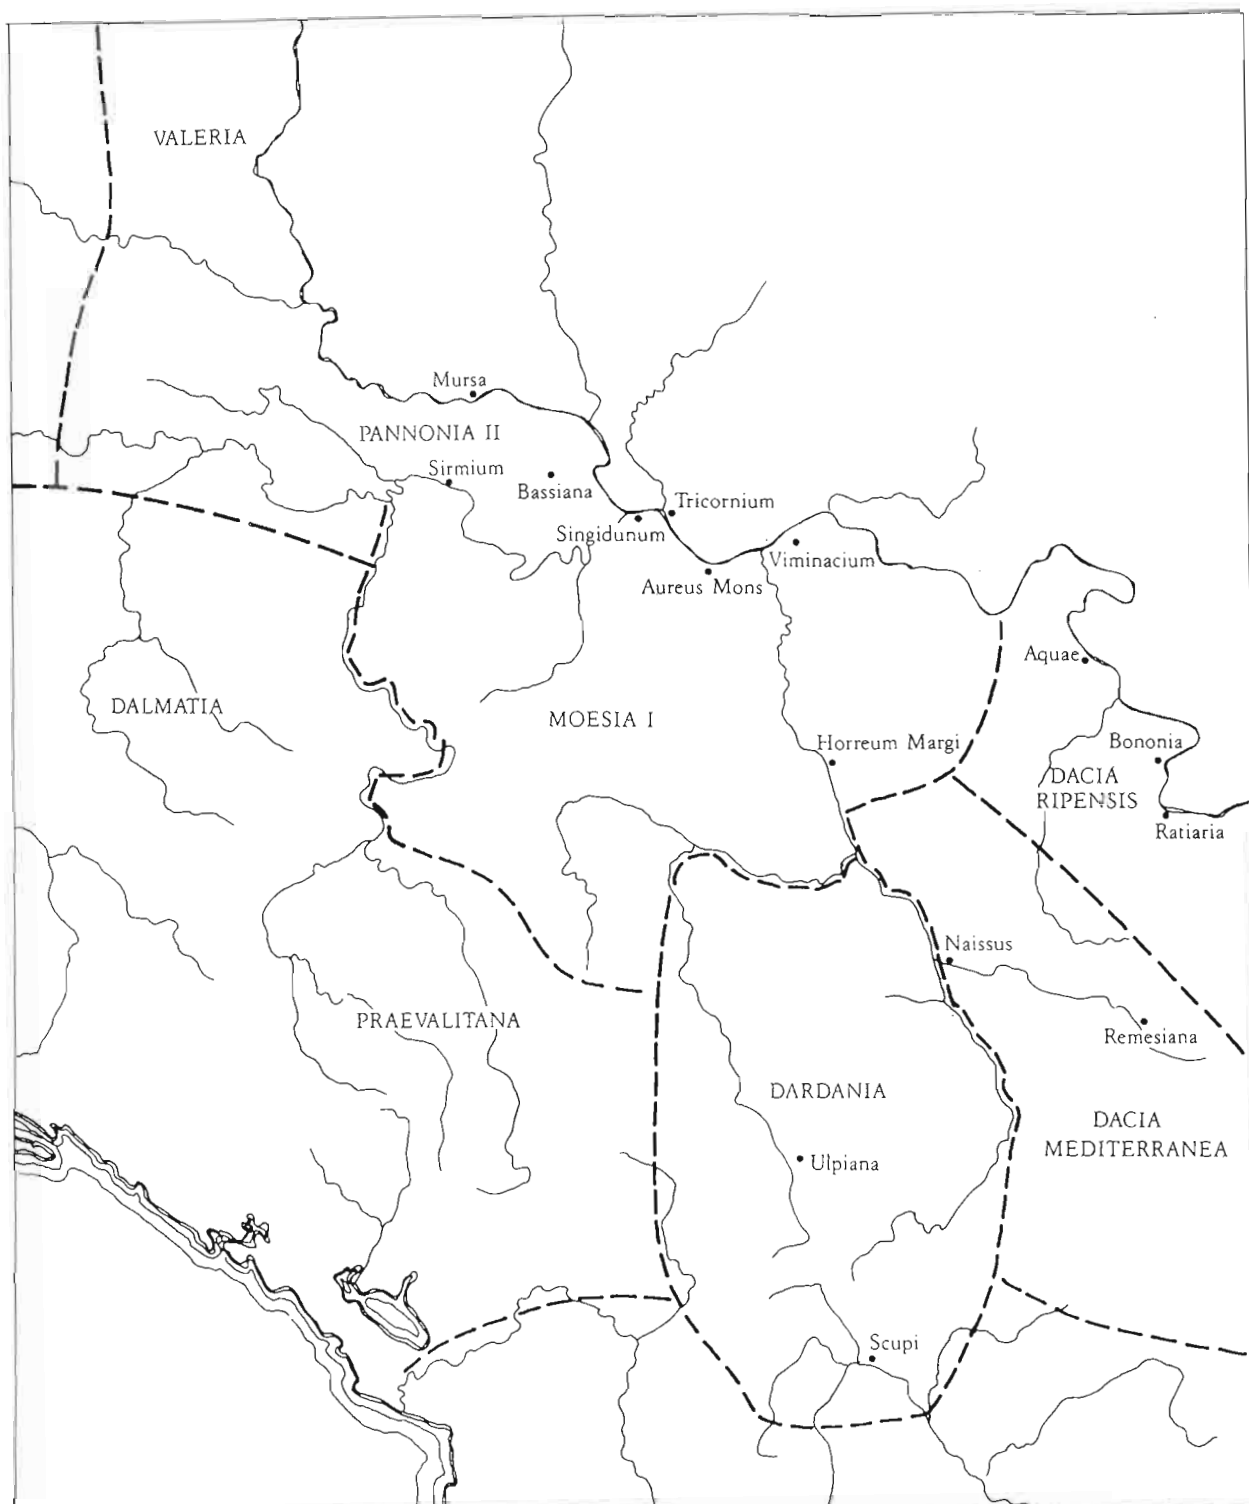 VALERIA
Mursa
PANNONIA II
Sirmium
Bassiana
Tricornium
Singidunum
Viminacium
Aureus Mons
Aquae
DALMATIA
MOESIA I
Horreum Margi
Bononia
DACIA
RIPENSIS
Ratiaria
Naissus
PRAEVALITANA
Remesiana
DARDANIA
DACIA
MEDITERRANEA
Ulpiana
Scupi